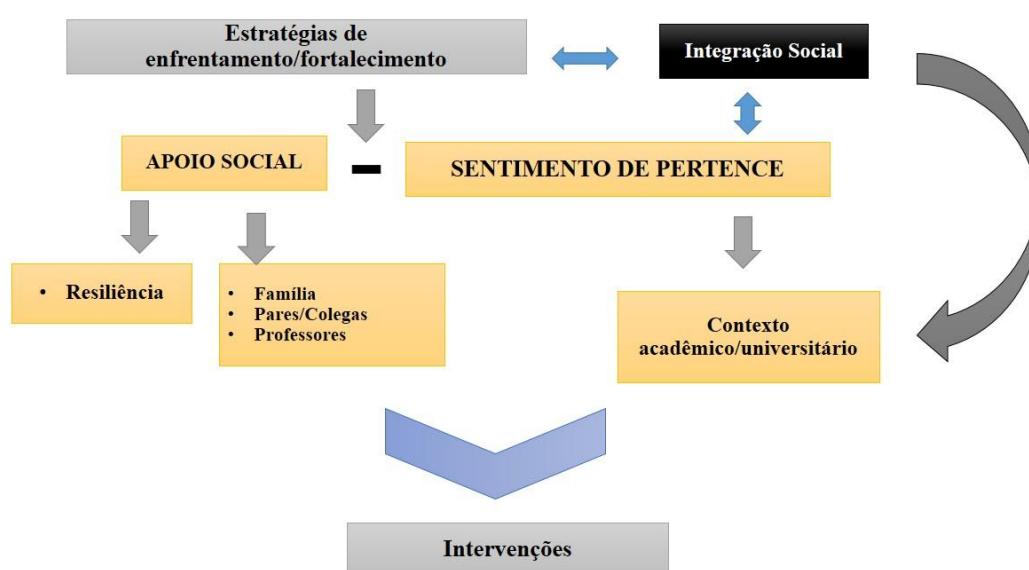 Estratégias de
enfrentamento/fortalecimento
Integração Social
APOIO SOCIAL
SENTIMENTO DE PERTENCE
• Resiliência
• Família
• Pares/Colegas
• Professores
Contexto
acadêmico/universitário
Intervenções